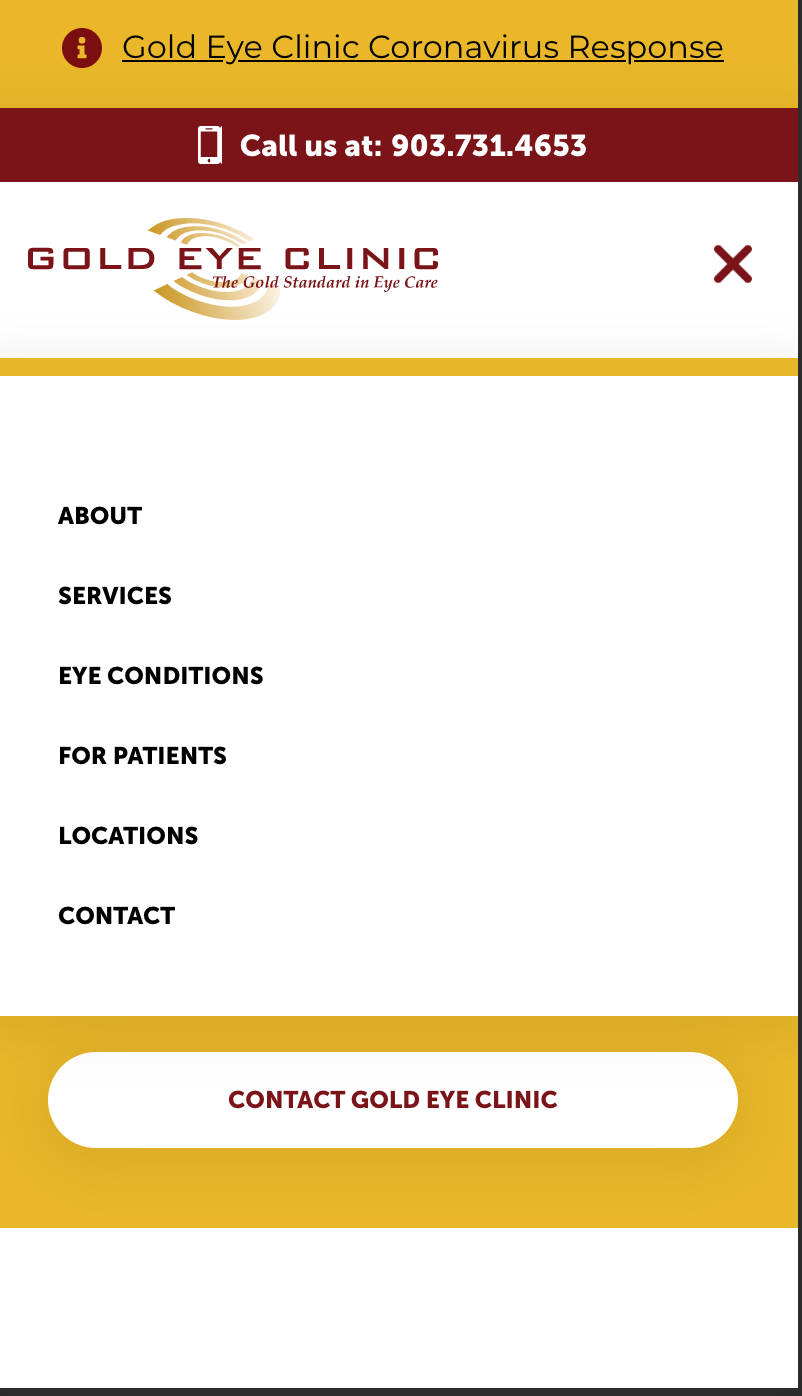 Gold Eye Clinic Coronavirus Response
Call us at: 903.731.4653
GOLD EYE CLINIC
The Gold Standard in Eye Care
ABOUT
SERVICES
EYE CONDITIONS
FOR PATIENTS
LOCATIONS
CONTACT
CONTACT GOLD EYE CLINIC